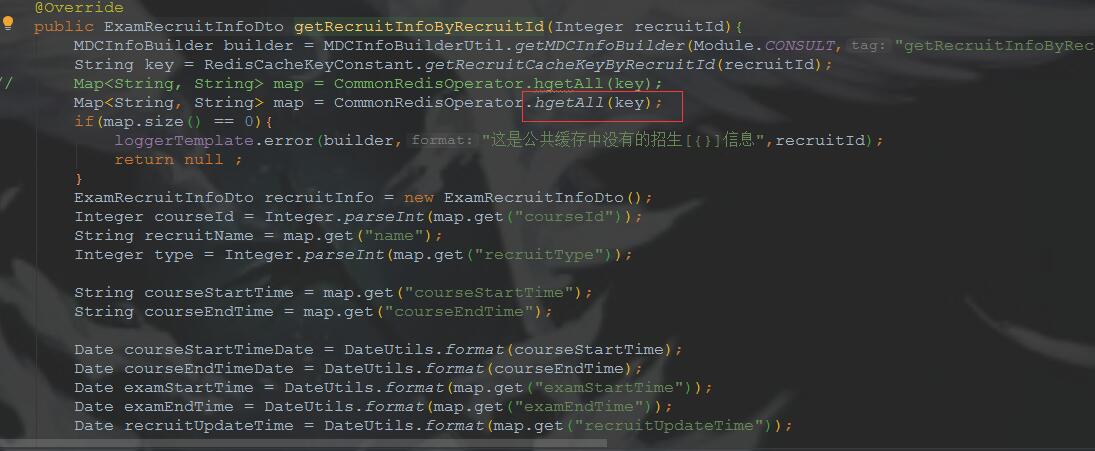 @Override
public ExamRecruitInfoDto getRecruitInfoByRecruitId(Integer recruitId){
MDCInfoBuilder builder = MDCInfoBuilderUtil.getMDCInfoBuilder(Module.CONSULT, tag: "getRecruitInfoByRec
String key = RedisCacheKeyConstant.getRecruitCacheKeyByRecruitId(recruitId);
// Map<String, String> map = CommonRedisOperator.hgetAll(key);
Map<String, String> map = CommonRedisOperator.hgetAll(key);
if(map.size() == 0){
loggerTemplate.error(builder, format: "这是公共缓存中没有的招生[{}]信息",recruitId);
return null ;
}
ExamRecruitInfoDto recruitInfo = new ExamRecruitInfoDto();
Integer courseId = Integer.parseInt(map.get("courseId"));
String recruitName = map.get("name");
Integer type = Integer.parseInt(map.get("recruitType"));
String courseStartTime = map.get("courseStartTime");
String courseEndTime = map.get("courseEndTime");
Date courseStartTimeDate = DateUtils.format(courseStartTime);
Date courseEndTimeDate = DateUtils.format(courseEndTime);
Date examStartTime = DateUtils.format(map.get("examStartTime"));
Date examEndTime = DateUtils.format(map.get("examEndTime"));
Date recruitUpdateTime = DateUtils.format(map.get("recruitUpdateTime"));